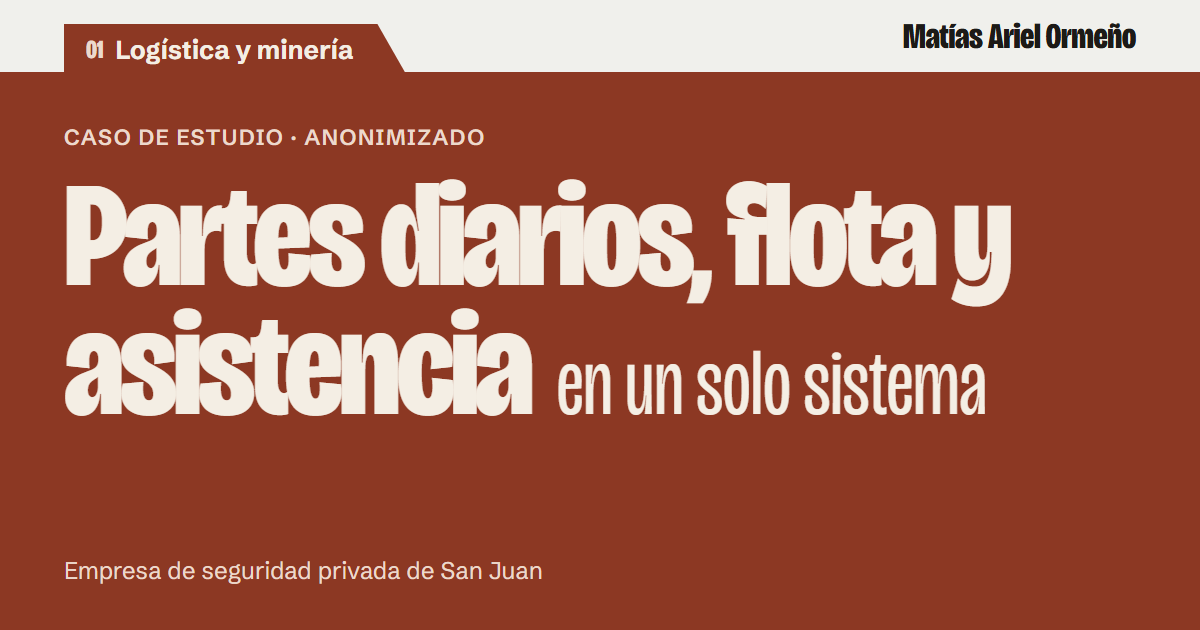 01 Logística y minería
Matías Ariel Ormeño
CASO DE ESTUDIO · ANONIMIZADO
Partes diarios, flota y
asistencia en un solo sistema
Empresa de seguridad privada de San Juan